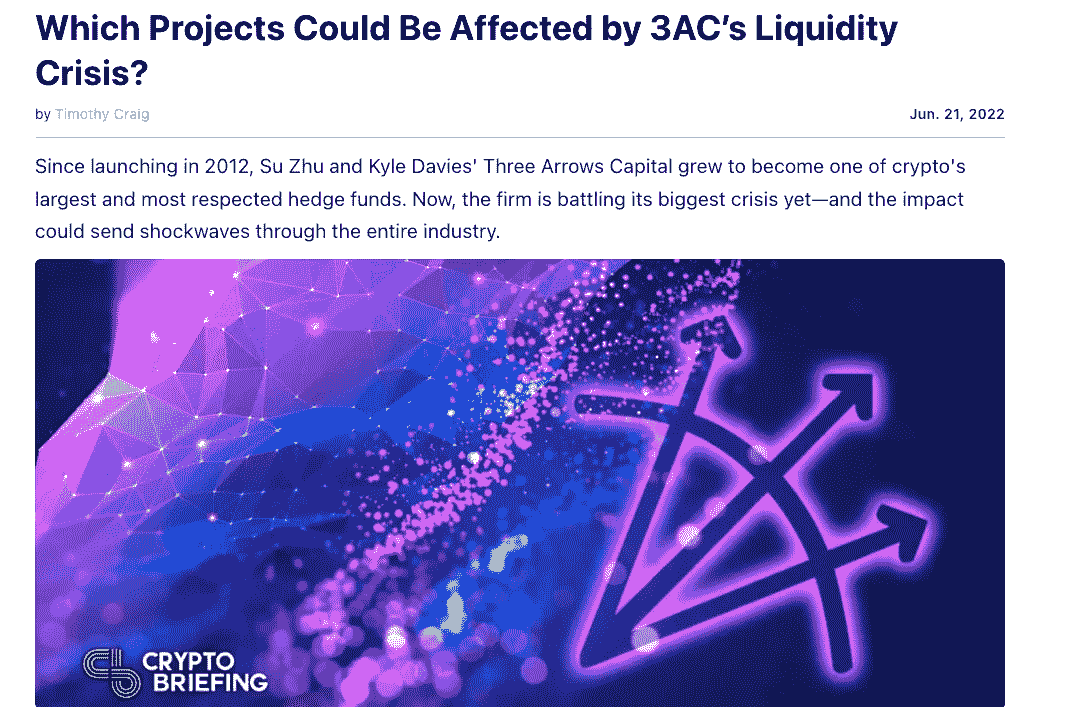 Which Projects Could Be Affected by 3AC’s Liquidity
Crisis?
by Timothy Craig
Jun. 21, 2022
Since launching in 2012, Su Zhu and Kyle Davies' Three Arrows Capital grew to become one of crypto's
largest and most respected hedge funds. Now, the firm is battling its biggest crisis yet—and the impact
could send shockwaves through the entire industry.
CRYPTO
BRIEFING